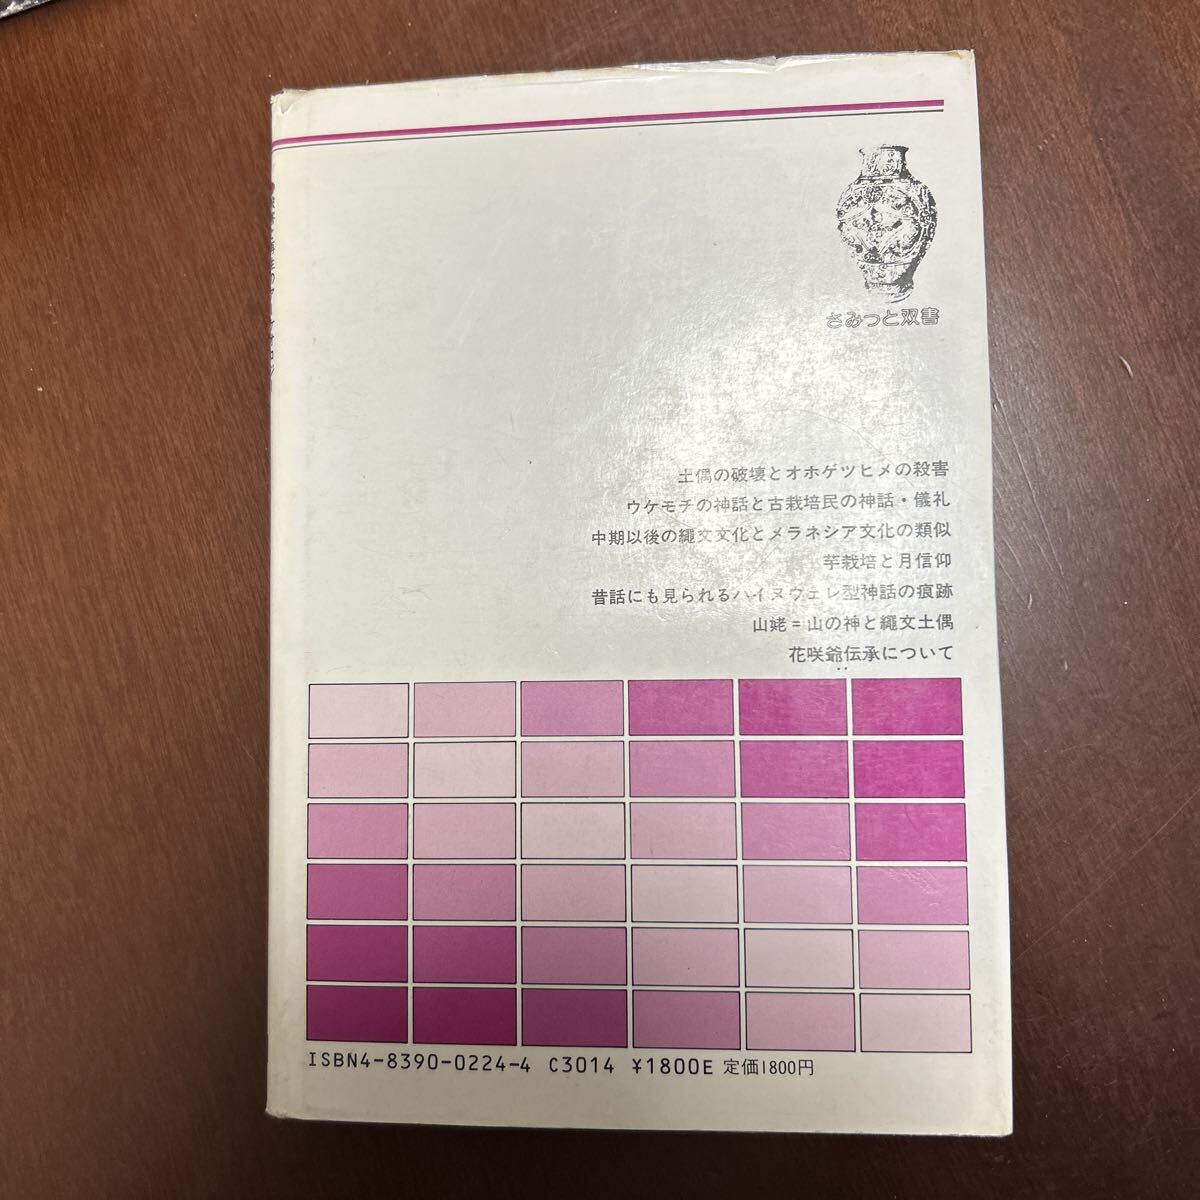 さみっと双書
土偶の破壊とオホゲツヒメの殺害
ウケモチの神話と古栽培民の神話・儀礼
中期以後の繩文文化とメラネシア文化の類似
芋栽培と月信仰
昔話にも見られるハイヌウェレ型神話の痕跡
山姥=山の神と繩文土偶
花咲爺伝承について
ISBN4-8390-0224-4 C3014 ¥1800E 定価1800円